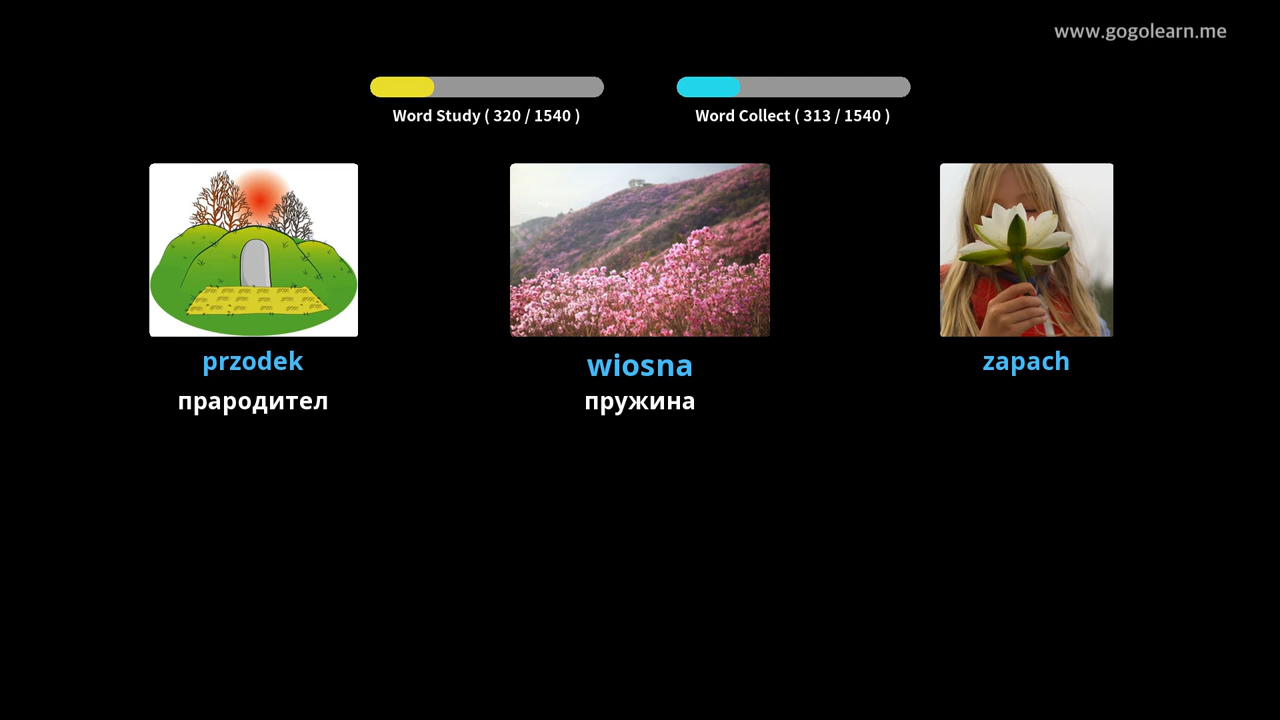 www.gogolearn.me
Word Study ( 320 / 1540 )
Word Collect ( 313 / 1540 )
przodek
wiosna
zapach
прародител
пружина